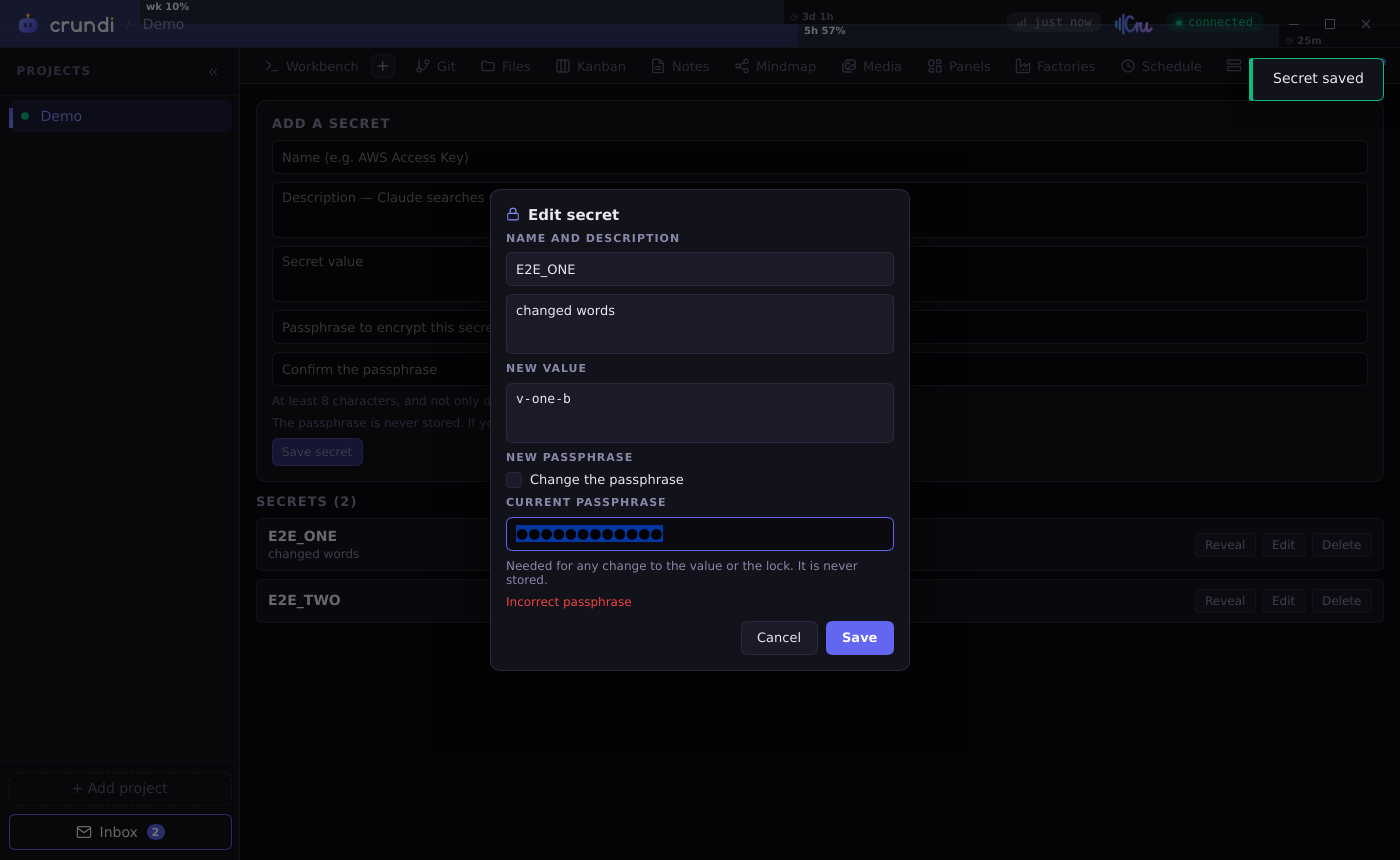 wk 10%
crundi / Demo
3d 1h
5h 57%
just now
Cru
connected
25m
PROJECTS «
Workbench + Git Files Kanban Notes Mindmap Media Panels Factories Schedule
Secret saved
Demo
ADD A SECRET
Name (e.g. AWS Access Key)
Description — Claude searches
Secret value
Passphrase to encrypt this secre
Confirm the passphrase
At least 8 characters, and not only d
The passphrase is never stored. If yo
Save secret
Edit secret
NAME AND DESCRIPTION
E2E_ONE
changed words
NEW VALUE
v-one-b
NEW PASSPHRASE
Change the passphrase
CURRENT PASSPHRASE
Needed for any change to the value or the lock. It is never
stored.
Incorrect passphrase
Cancel Save
SECRETS (2)
E2E_ONE
changed words
Reveal Edit Delete
E2E_TWO
Reveal Edit Delete
+ Add project
Inbox 2